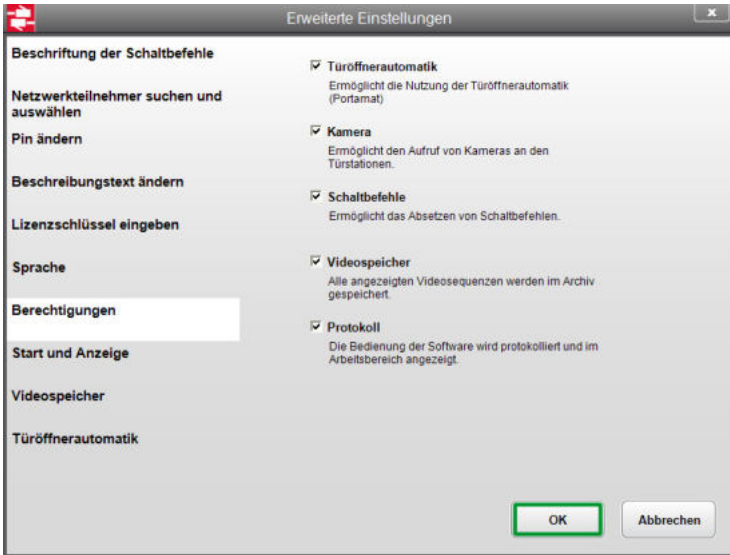 Erweiterte Einstellungen
Beschriftung der Schaltbefehle
Netzwerkteilnehmer suchen und
auswählen
Pin ändern
Beschreibungstext ändern
Lizenzschlüssel eingeben
Sprache
Berechtigungen
Start und Anzeige
Videospeicher
Türöffnerautomatik
Türöffnerautomatik
Ermöglicht die Nutzung der Türöffnerautomatik
(Portamat)
Kamera
Ermöglicht den Aufruf von Kameras an den
Türstationen.
Schaltbefehle
Ermöglicht das Absetzen von Schaltbefehlen.
Videospeicher
Alle angezeigten Videosequenzen werden im Archiv
gespeichert.
Protokoll
Die Bedienung der Software wird protokolliert und im
Arbeitsbereich angezeigt.
OK
Abbrechen